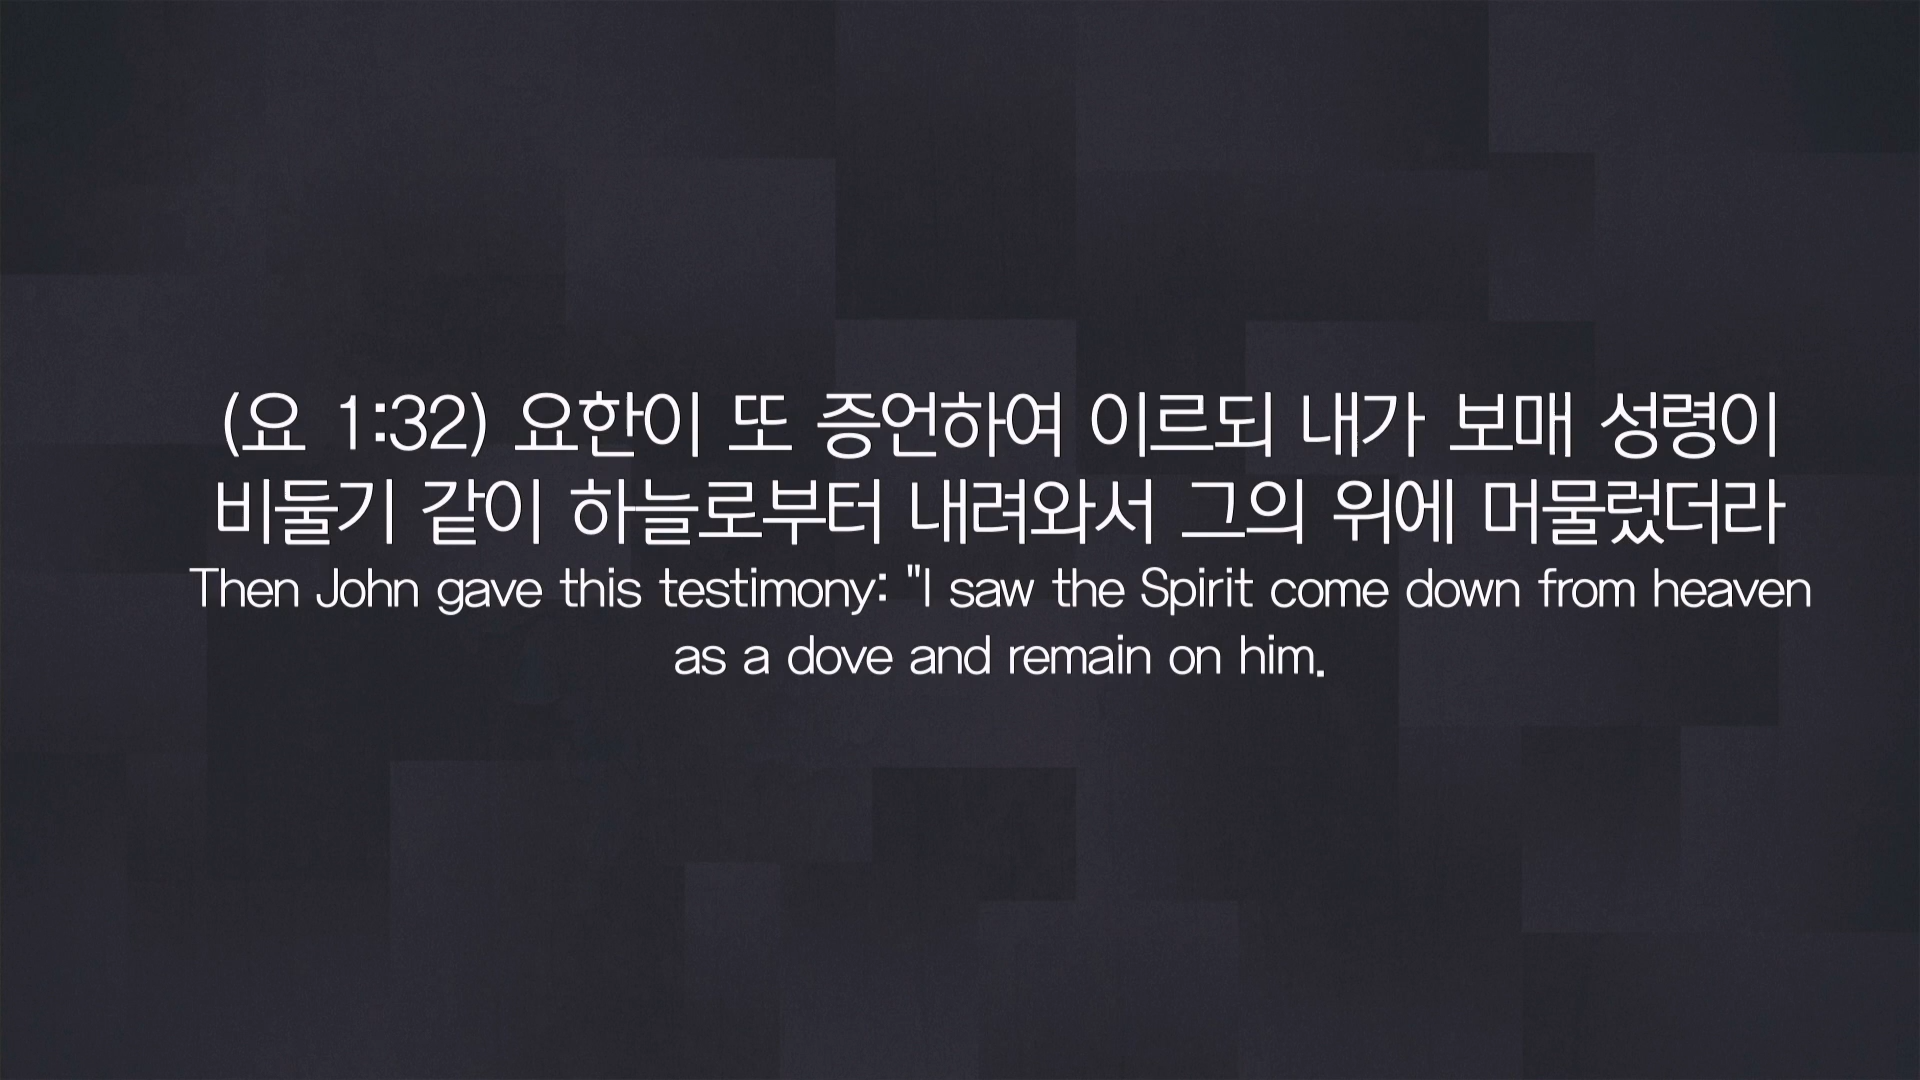 (요 1:32) 요한이 또 증언하여 이르되 내가 보매 성령이
비둘기 같이 하늘로부터 내려와서 그의 위에 머물렀더라
Then John gave this testimony: "I saw the Spirit come down from heaven
as a dove and remain on him.